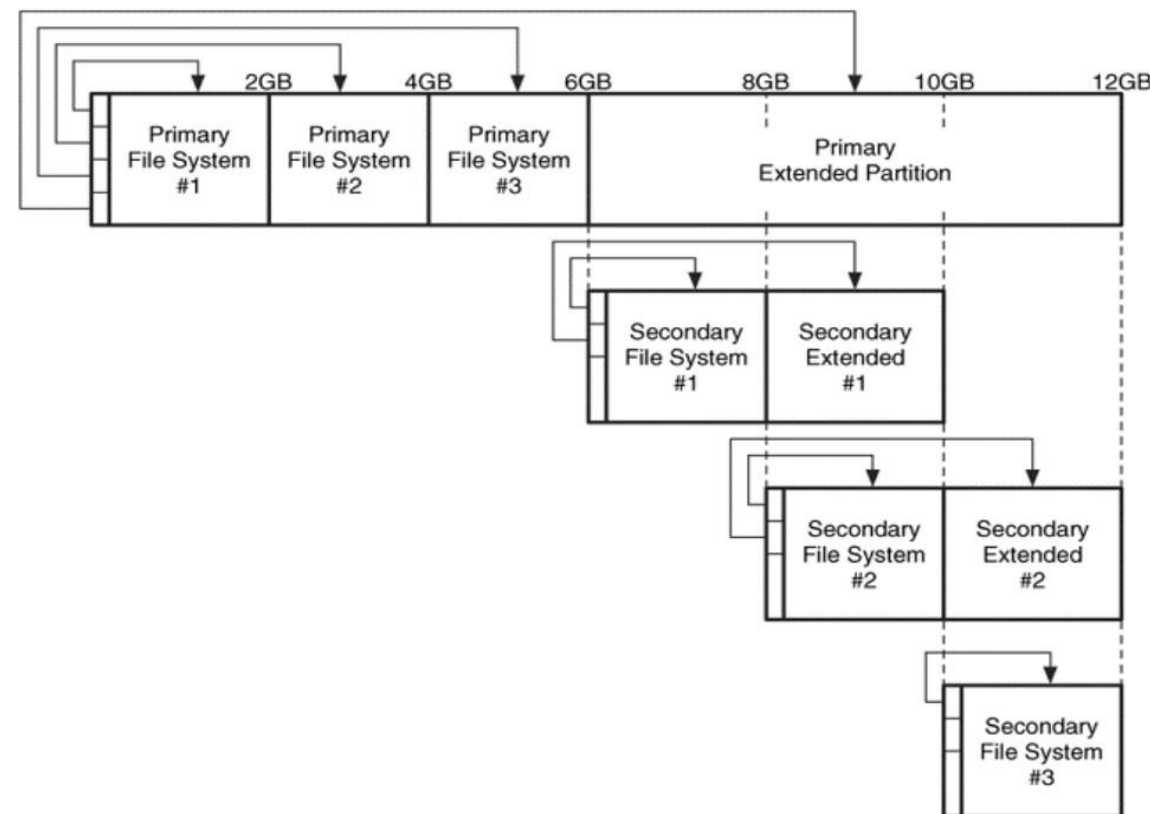 2GB 4GB 6GB 8GB 10GB 12GB
Primary
File System
#1
Primary
File System
#2
Primary
File System
#3
Primary
Extended Partition
Secondary
File System
#1
Secondary
Extended
#1
Secondary
File System
#2
Secondary
Extended
#2
Secondary
File System
#3